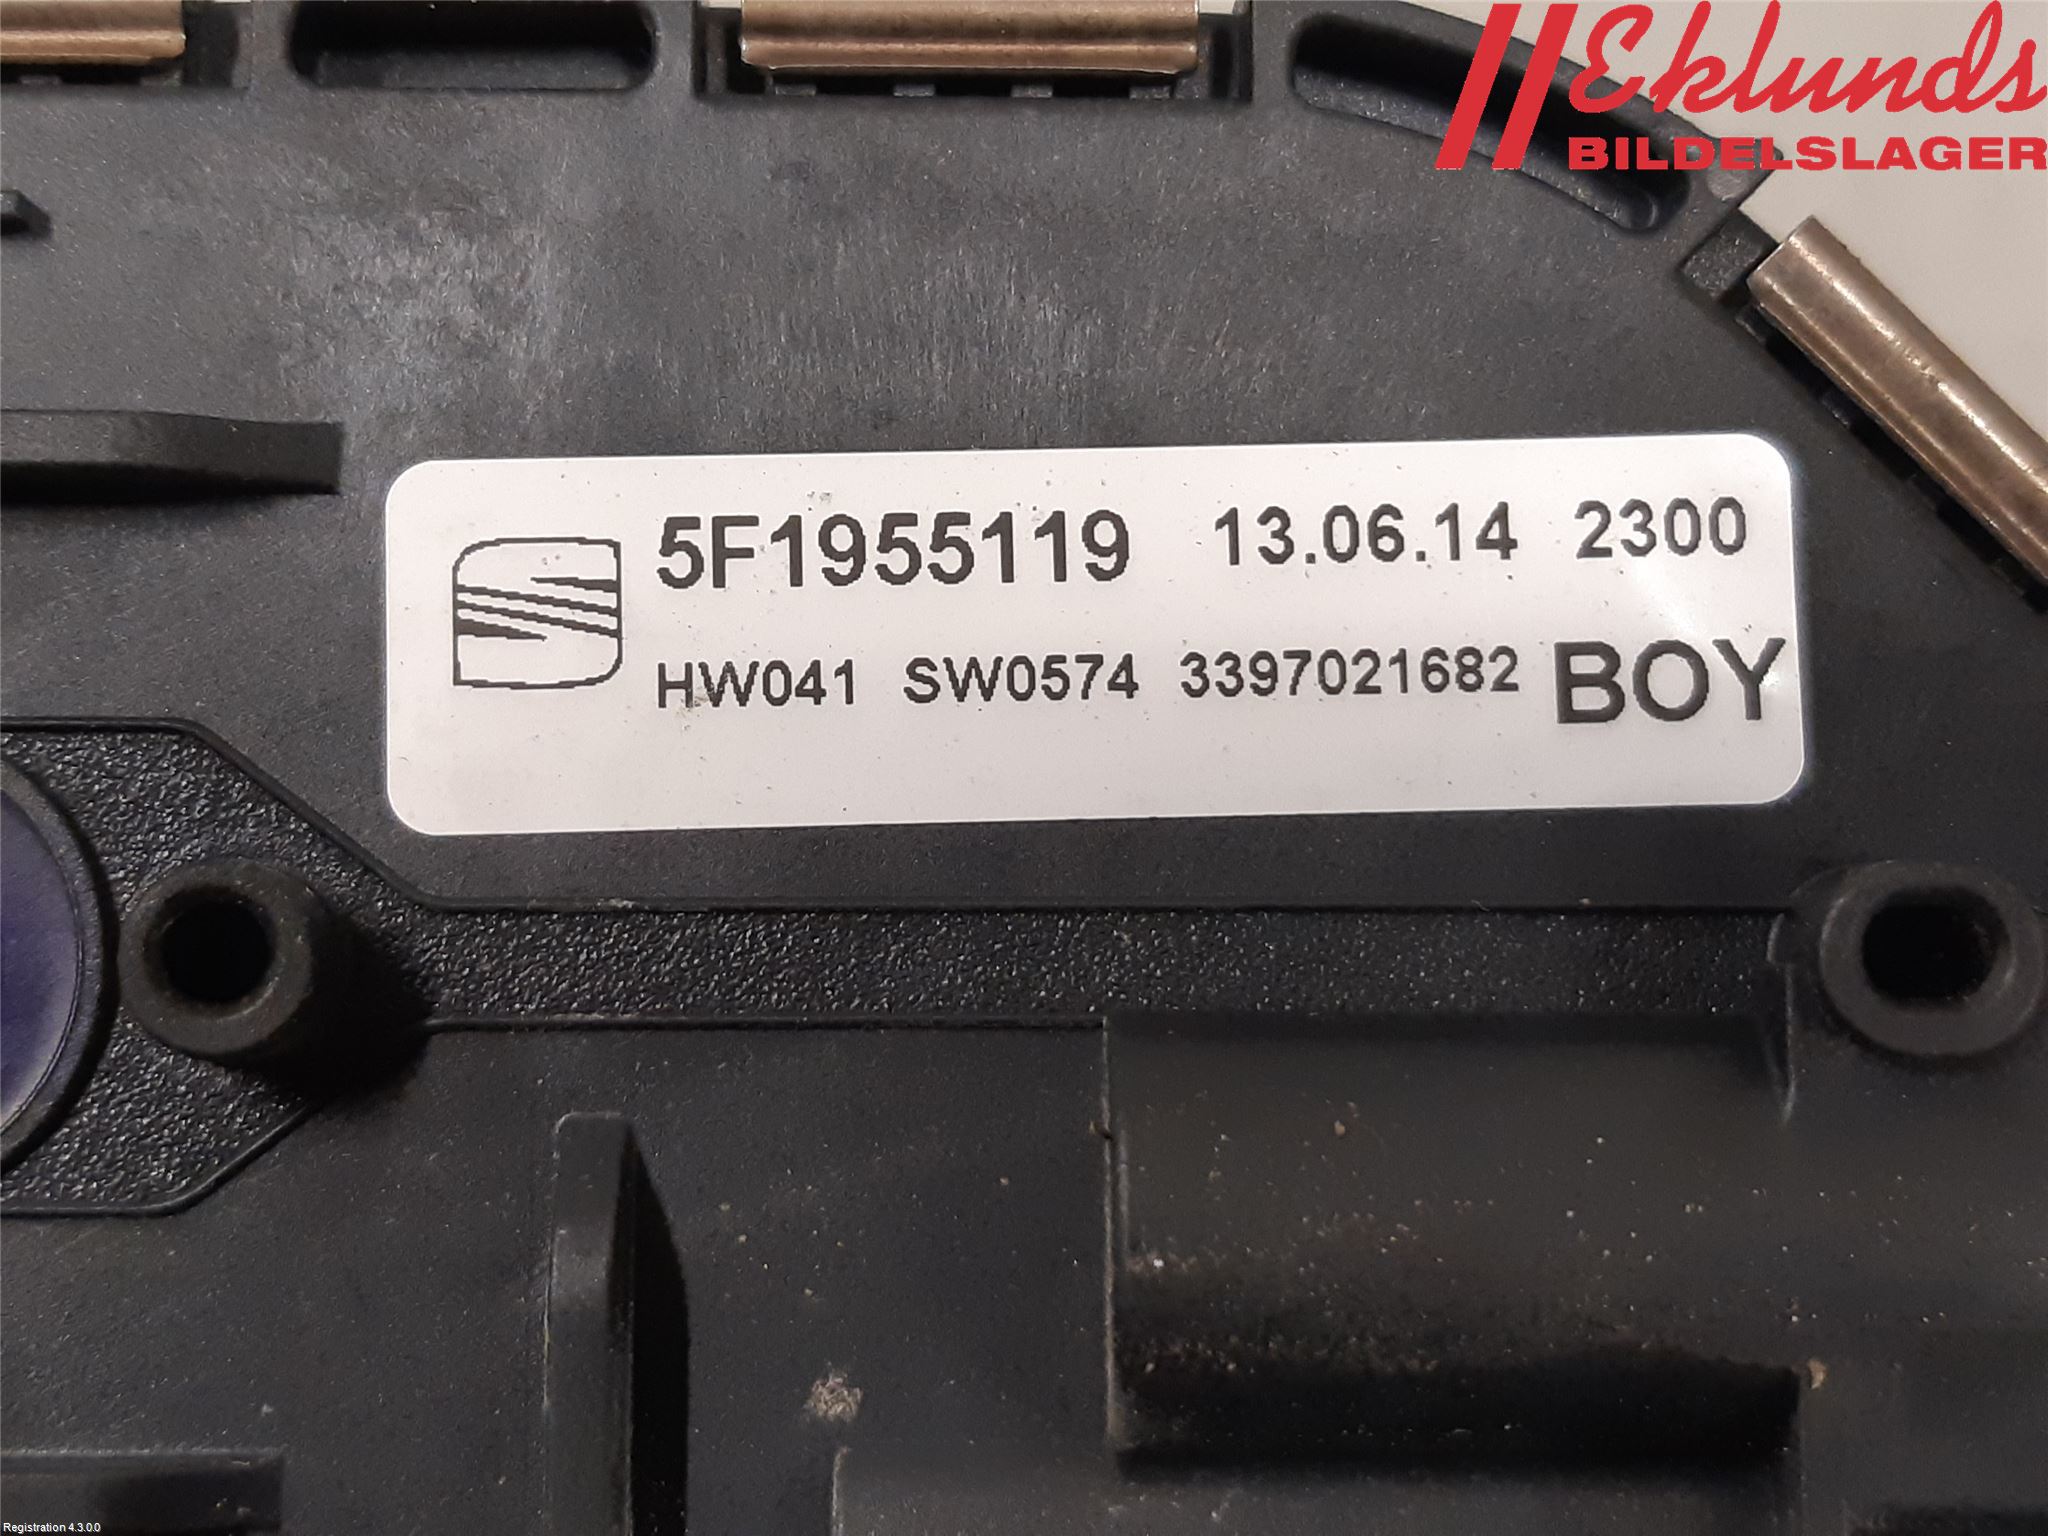 Eklunds
BILDELSLAGER
5F1955119 13.06.14 2300
HW041 SW0574 3397021682 BOY
Registration 4.3.0.0